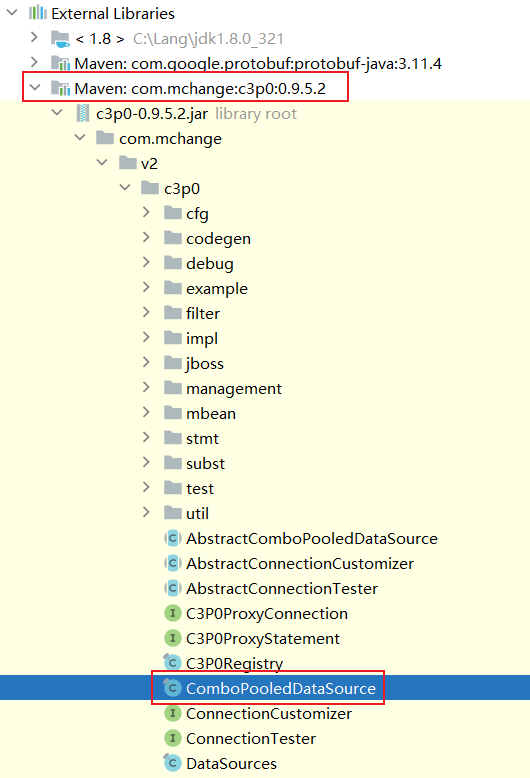 External Libraries
< 1.8 > C:\Lang\jdk1.8.0_321
Maven: com.google.protobuf:protobuf-java:3.11.4
Maven: com.mchange:c3p0:0.9.5.2
c3p0-0.9.5.2.jar library root
com.mchange
v2
c3p0
cfg
codegen
debug
example
filter
impl
jboss
management
mbean
stmt
subst
test
util
AbstractComboPooledDataSource
AbstractConnectionCustomizer
AbstractConnectionTester
C3P0ProxyConnection
C3P0ProxyStatement
C3P0Registry
ComboPooledDataSource
ConnectionCustomizer
ConnectionTester
DataSources